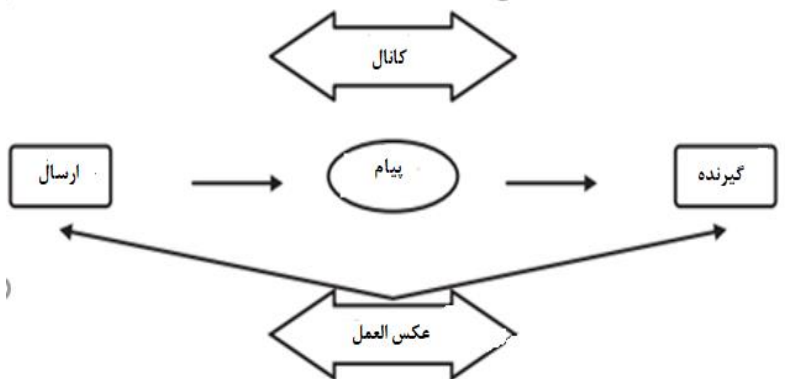 کانال
ارسال
پیام
گیرنده
عکس العمل